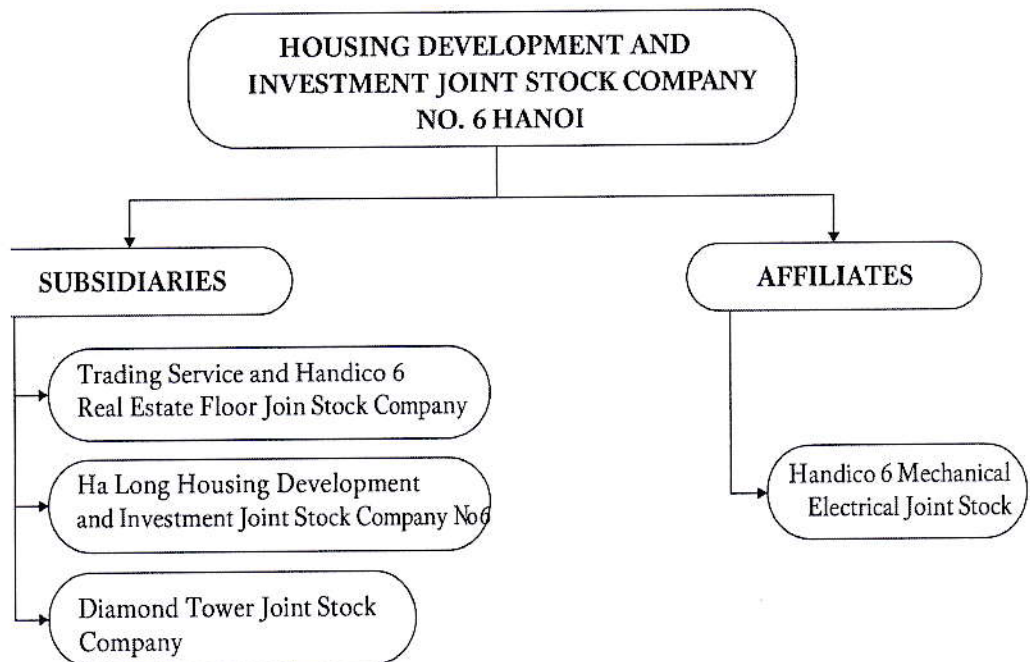 HOUSING DEVELOPMENT AND
INVESTMENT JOINT STOCK COMPANY
NO. 6 HANOI
SUBSIDIARIES
Trading Service and Handico 6
Real Estate Floor Join Stock Company
Ha Long Housing Development
and Investment Joint Stock Company No6
Diamond Tower Joint Stock
Company
AFFILIATES
Handico 6 Mechanical
Electrical Joint Stock